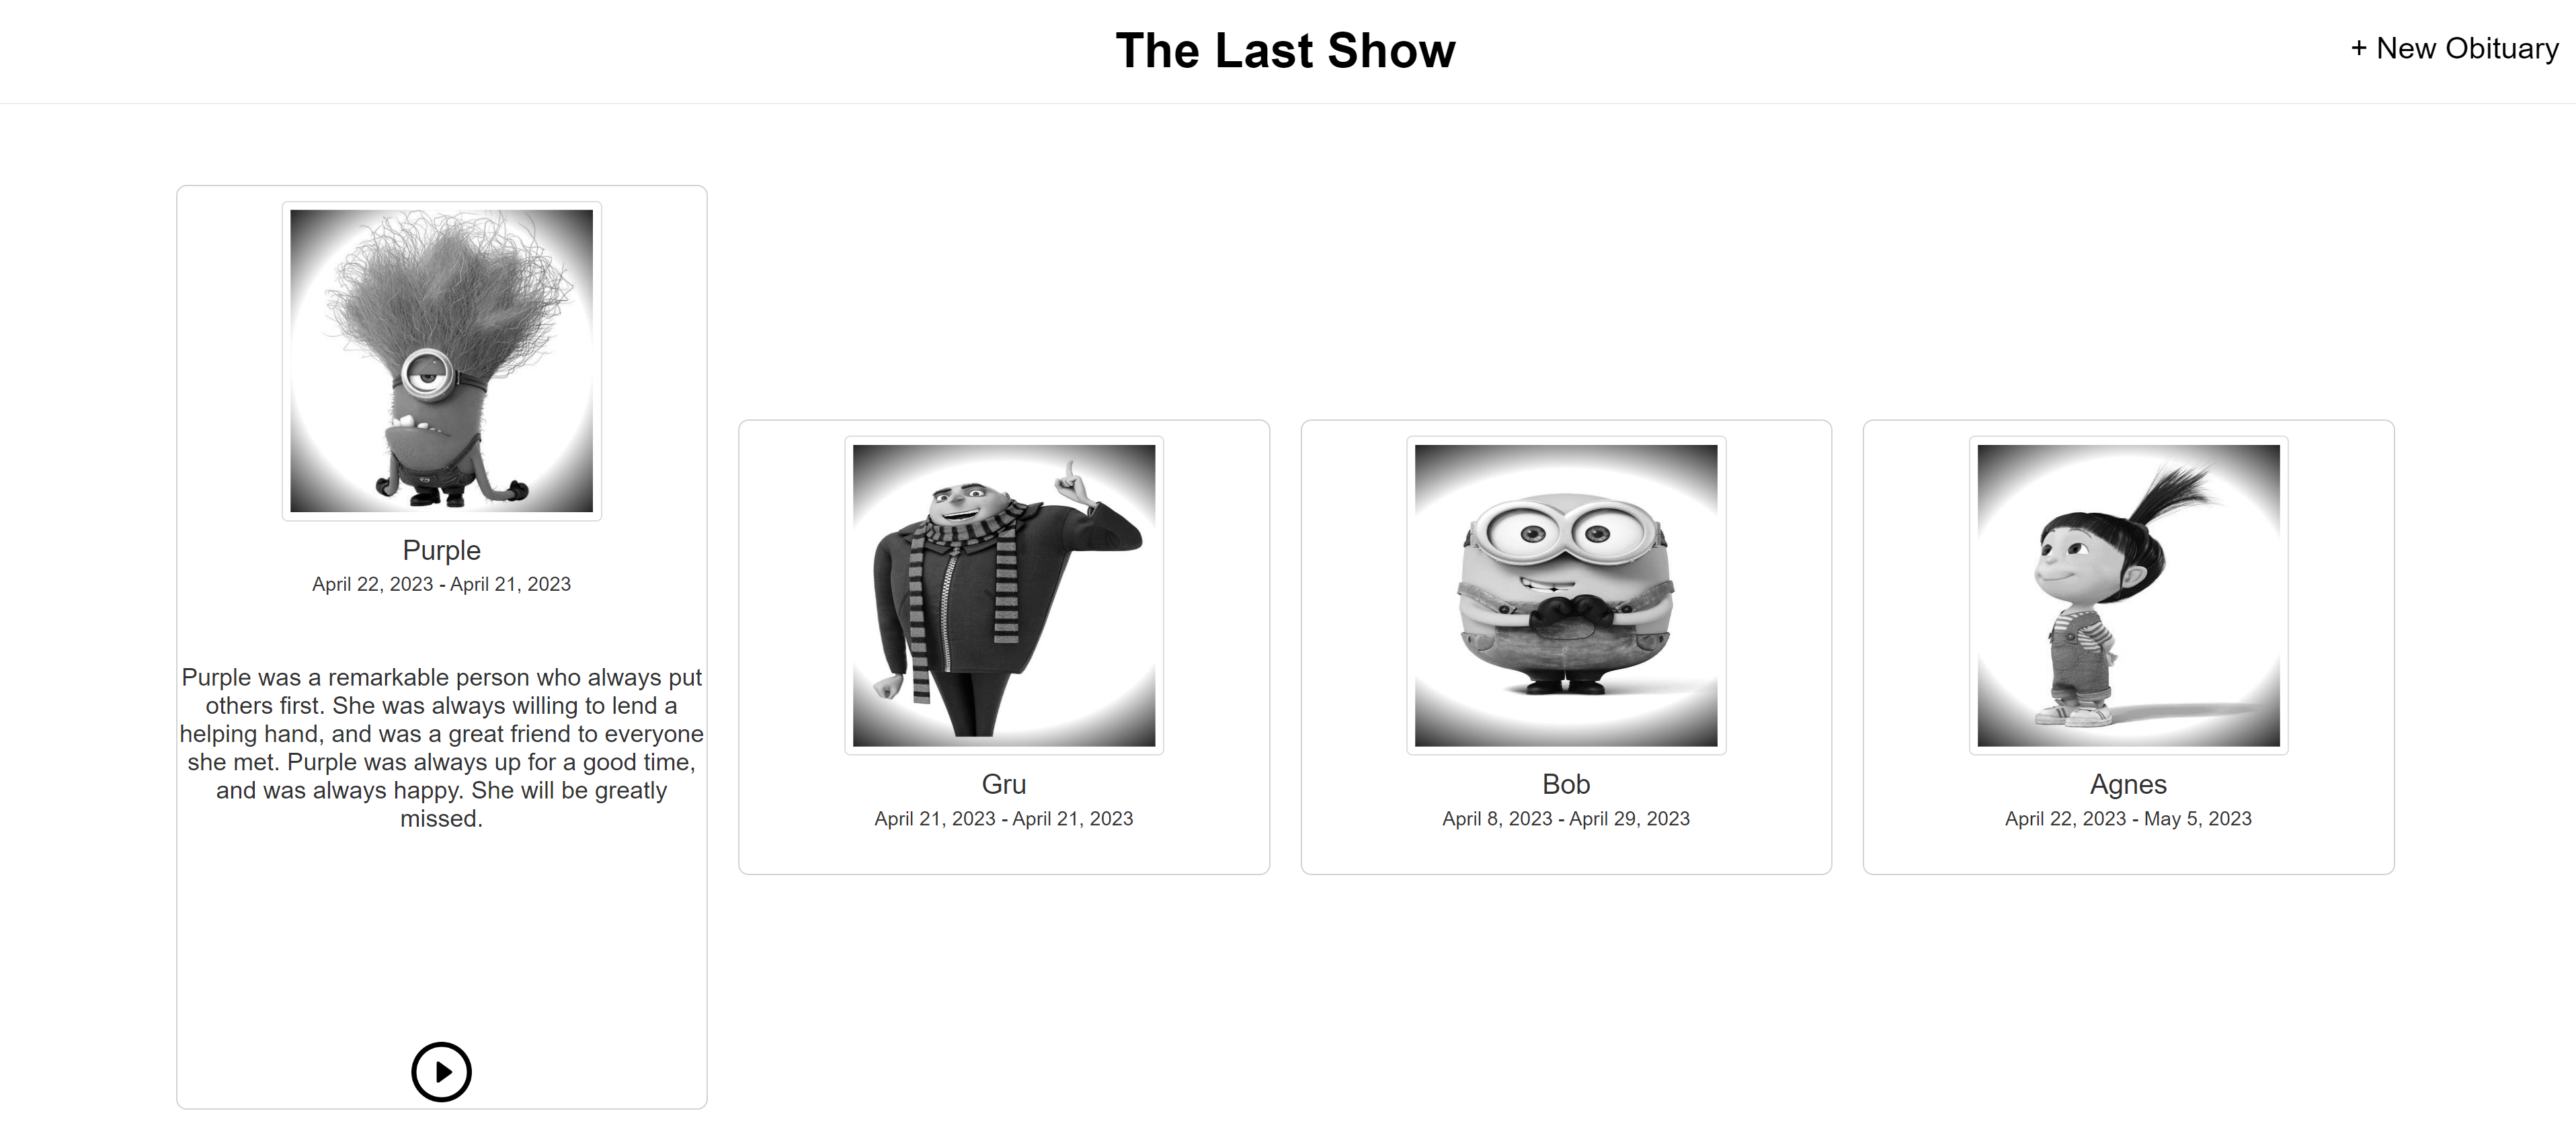 The Last Show
+ New Obituary
Purple
April 22, 2023 - April 21, 2023
Purple was a remarkable person who always put
others first. She was always willing to lend a
helping hand, and was a great friend to everyone
she met. Purple was always up for a good time,
and was always happy. She will be greatly
missed.
Gru
April 21, 2023 - April 21, 2023
Bob
April 8, 2023 - April 29, 2023
Agnes
April 22, 2023 - May 5, 2023